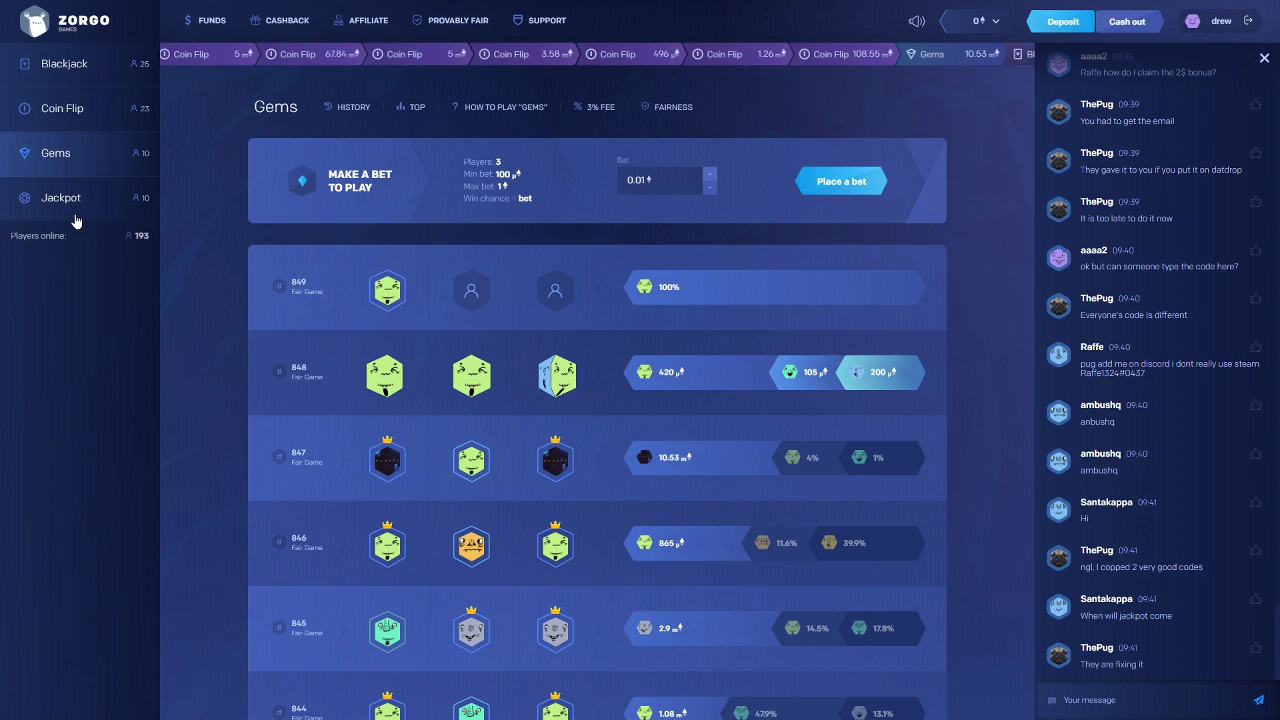 ZORGO
GAMES
FUNDS
CASHBACK
AFFILIATE
PROVABLY FAIR
SUPPORT
0
Deposit
Cash out
drew
Blackjack
25
Coin Flip
23
Gems
10
Jackpot
10
Players online:
193
Coin Flip 5 m
Coin Flip 67.84 m
Coin Flip 5 m
Coin Flip 3.58 m
Coin Flip 496 µ
Coin Flip 1.26 m
Coin Flip 108.55 m
Gems 10.53 m
Gems
HISTORY
TOP
? HOW TO PLAY "GEMS"
% 3% FEE
FAIRNESS
MAKE A BET
TO PLAY
Players: 3
Min bet: 100 µ
Max bet: 1
Win chance = bet
Bet
0.01
Place a bet
# 849
Fair Game
100%
# 848
Fair Game
420 µ
105 µ
200 µ
# 847
Fair Game
10.53 m
4%
1%
# 846
Fair Game
865 µ
11.6%
39.9%
# 845
Fair Game
2.9 m
14.5%
17.8%
# 844
Fair Game
1.08 m
47.9%
13.1%
aaaa2 09:39
Raffe how do I claim the 2$ bonus?
ThePug 09:39
You had to get the email
ThePug 09:39
They gave it to you if you put it on datdrop
ThePug 09:39
It is too late to do it now
aaaa2 09:40
ok but can someone type the code here?
ThePug 09:40
Everyone's code is different
Raffe 09:40
pug add me on discord i dont really use steam
Raffe1324#0437
ambushq 09:40
anbushq
ambushq 09:40
ambushq
Santakappa 09:41
Hi
ThePug 09:41
ngl, I copped 2 very good codes
Santakappa 09:41
When will jackpot come
ThePug 09:41
They are fixing it
Your message